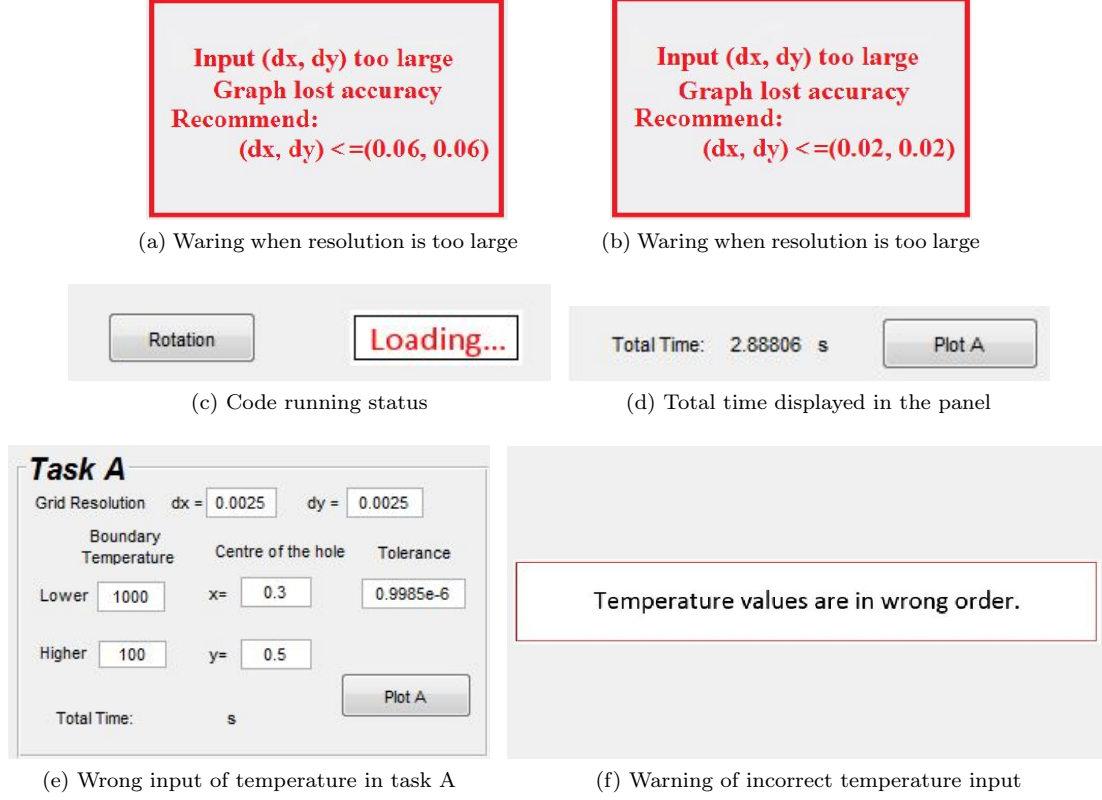 Input (dx, dy) too large
Graph lost accuracy
Recommend:
(dx, dy) <=(0.06, 0.06)
Input (dx, dy) too large
Graph lost accuracy
Recommend:
(dx, dy) <=(0.02, 0.02)
(a) Waring when resolution is too large
(b) Waring when resolution is too large
Rotation
Loading...
Total Time: 2.88806 s
Plot A
(c) Code running status
(d) Total time displayed in the panel
Task A
Grid Resolution dx = 0.0025 dy = 0.0025
Boundary
Temperature
Centre of the hole
Tolerance
Lower 1000 x= 0.3 0.9985e-6
Higher 100 y= 0.5
Plot A
Total Time: s
Temperature values are in wrong order.
(e) Wrong input of temperature in task A
(f) Warning of incorrect temperature input